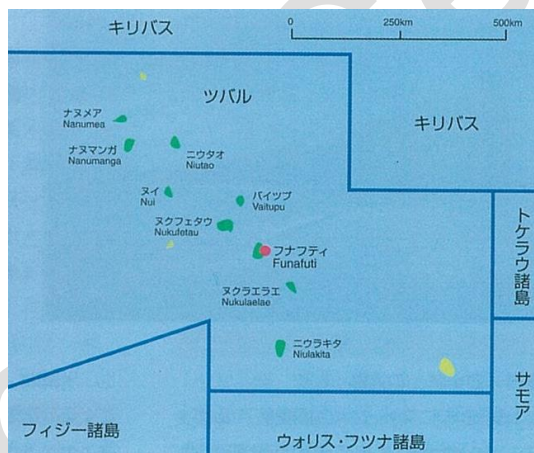 キリバス
0 250km 500km
ツバル
ナヌメア
Nanumea
キリバス
ナヌマンガ
Nanumanga
ニウタオ
Niutao
ヌイ
Nui
バイツプ
Vaitupu
ヌクフェタウ
Nukufetau
トケラウ諸島
フナフティ
Funafuti
ヌクラエラエ
Nukulaelae
ニウラキタ
Niulakita
サモア
フィジー諸島
ウォリス・フツナ諸島